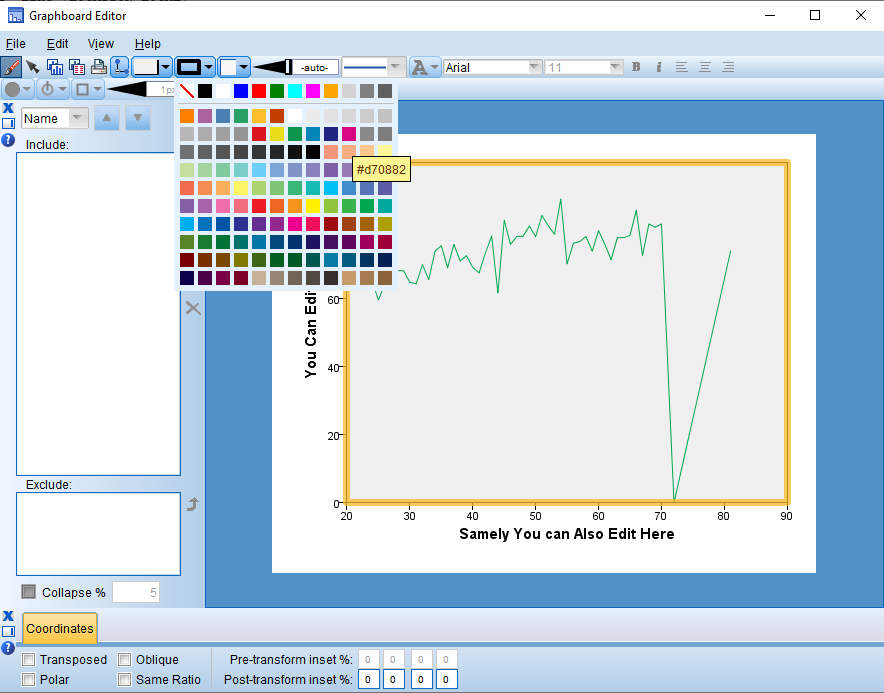 Graphboard Editor
File Edit View Help
-auto-
Arial
11
B i
1p
Name
Include:
#d70882
You Can Edi
60
40
20
0
20 30 40 50 60 70 80 90
Samely You can Also Edit Here
Exclude:
Collapse % 5
Coordinates
Transposed Oblique Pre-transform inset %: 0 0 0 0
Polar Same Ratio Post-transform inset %: 0 0 0 0